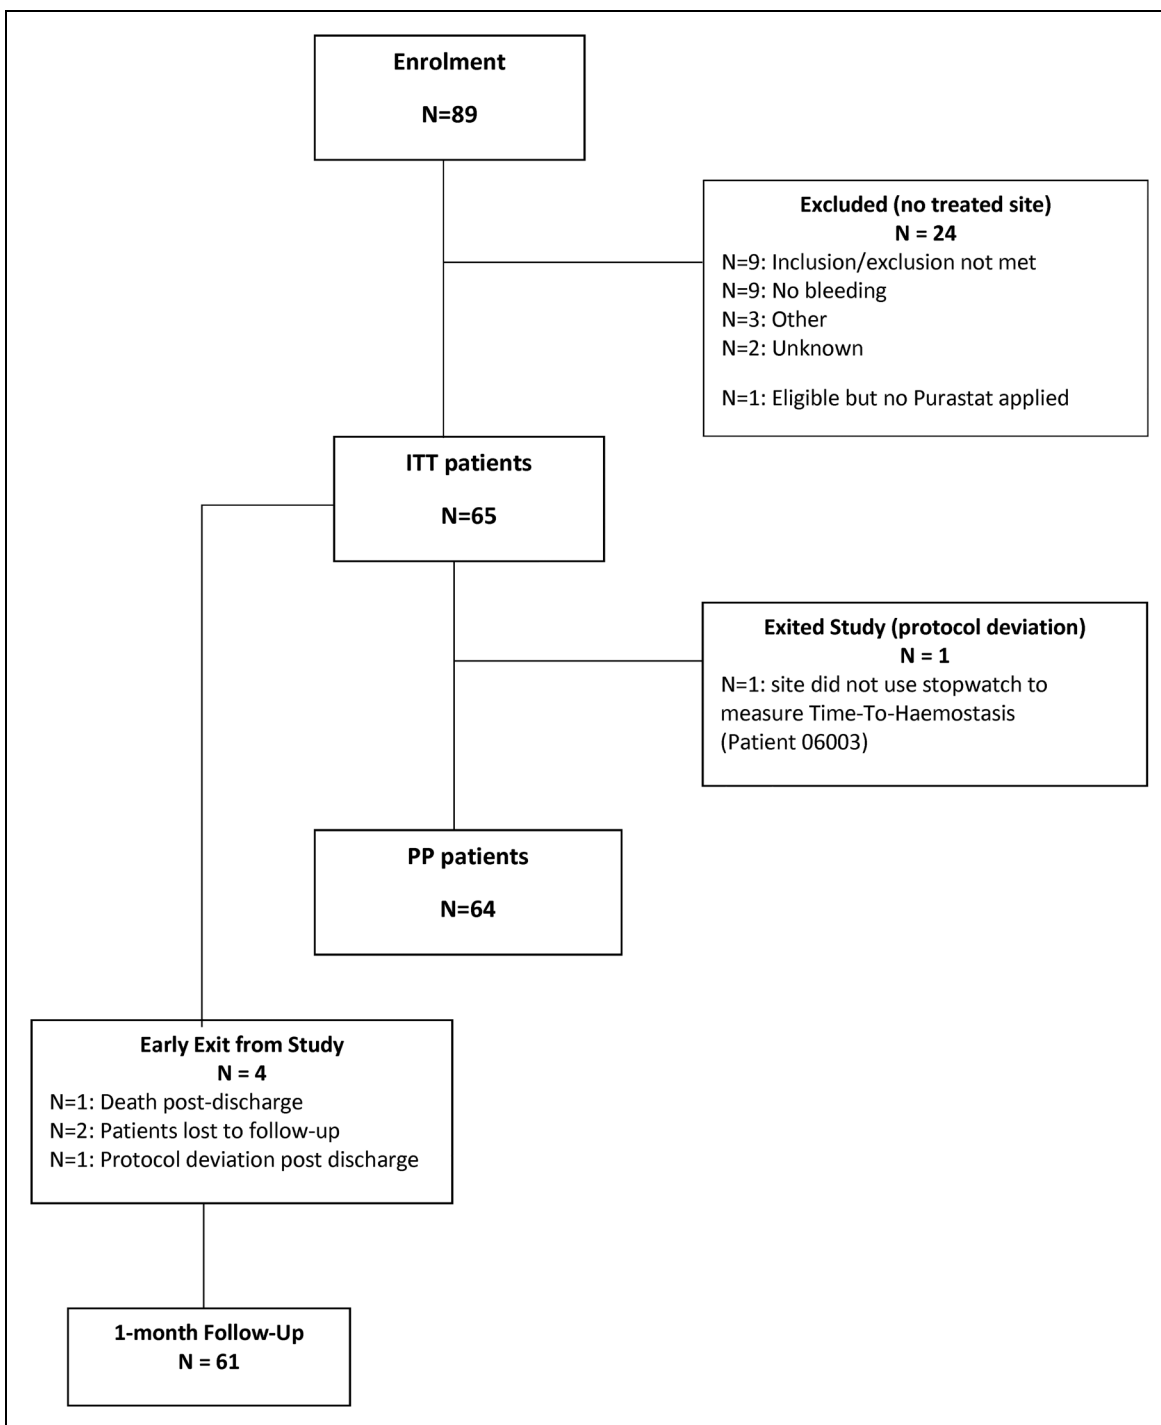 Enrolment
N=89
Excluded (no treated site)
N = 24
N=9: Inclusion/exclusion not met
N=9: No bleeding
N=3: Other
N=2: Unknown
N=1: Eligible but no Purastat applied
ITT patients
N=65
Exited Study (protocol deviation)
N = 1
N=1: site did not use stopwatch to
measure Time-To-Haemostasis
(Patient 06003)
PP patients
N=64
Early Exit from Study
N = 4
N=1: Death post-discharge
N=2: Patients lost to follow-up
N=1: Protocol deviation post discharge
1-month Follow-Up
N = 61